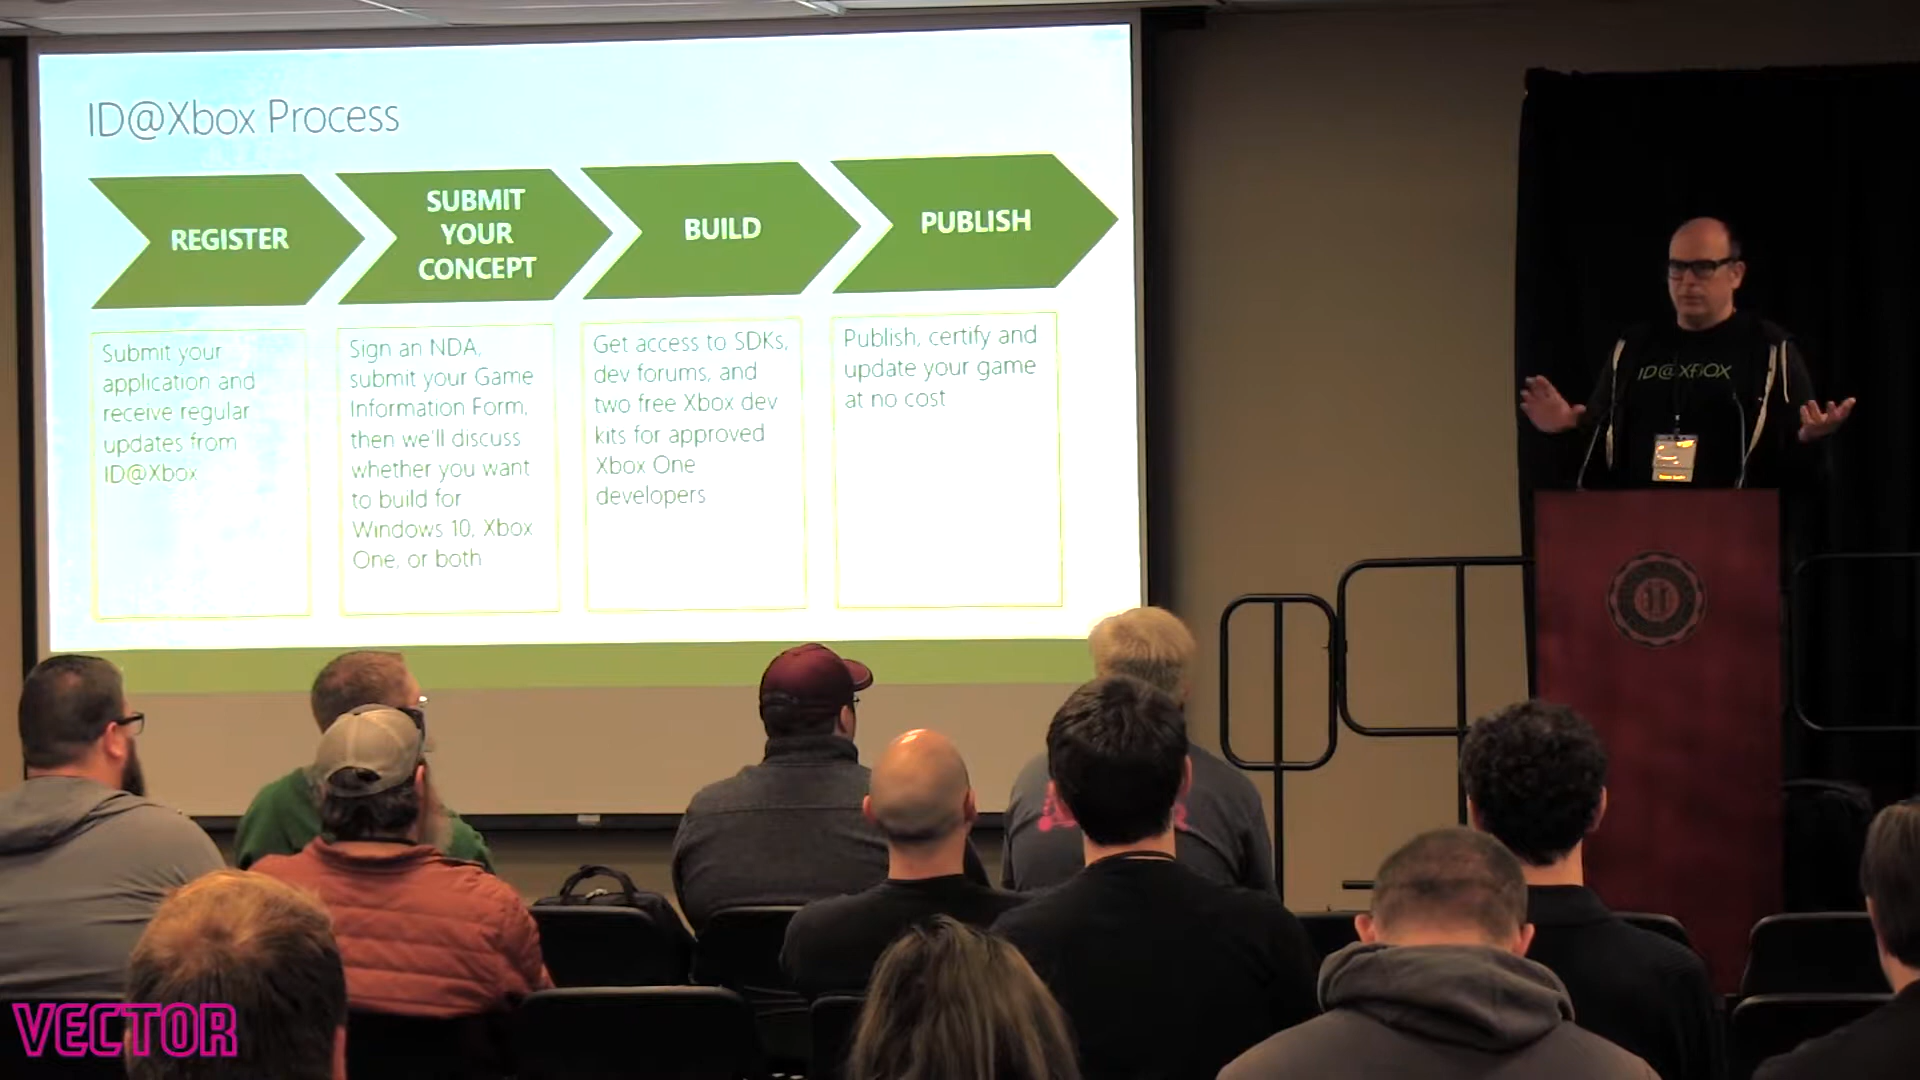 ID@Xbox Process
REGISTER
SUBMIT
YOUR
CONCEPT
BUILD
PUBLISH
Submit your
application and
receive regular
updates from
ID@Xbox
Sign an NDA,
submit your Game
Information Form,
then we'll discuss
whether you want
to build for
Windows 10, Xbox
One, or both
Get access to SDKs,
dev forums, and
two free Xbox dev
kits for approved
Xbox One
developers
Publish, certify and
update your game
at no cost
ID@XBOX
VECTOR